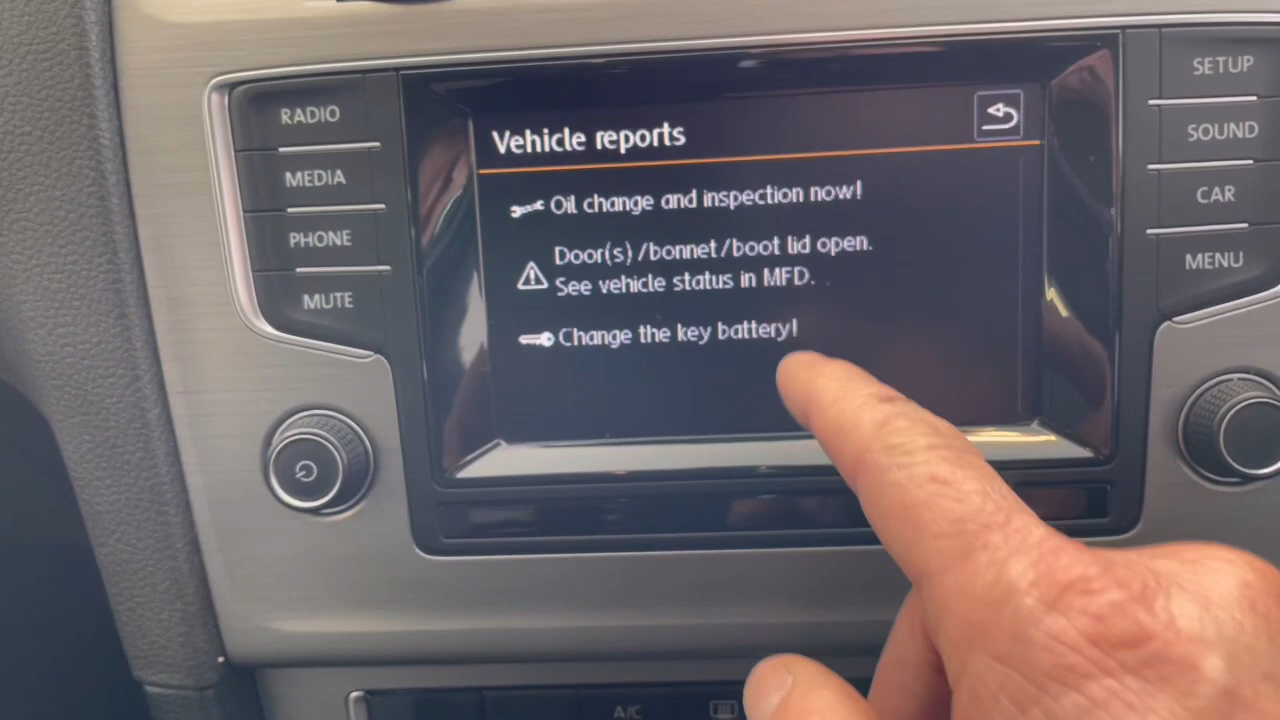 RADIO
MEDIA
PHONE
MUTE
Vehicle reports
Oil change and inspection now!
Door(s)/bonnet/boot lid open.
See vehicle status in MFD.
Change the key battery!
SETUP
SOUND
CAR
MENU
A/C